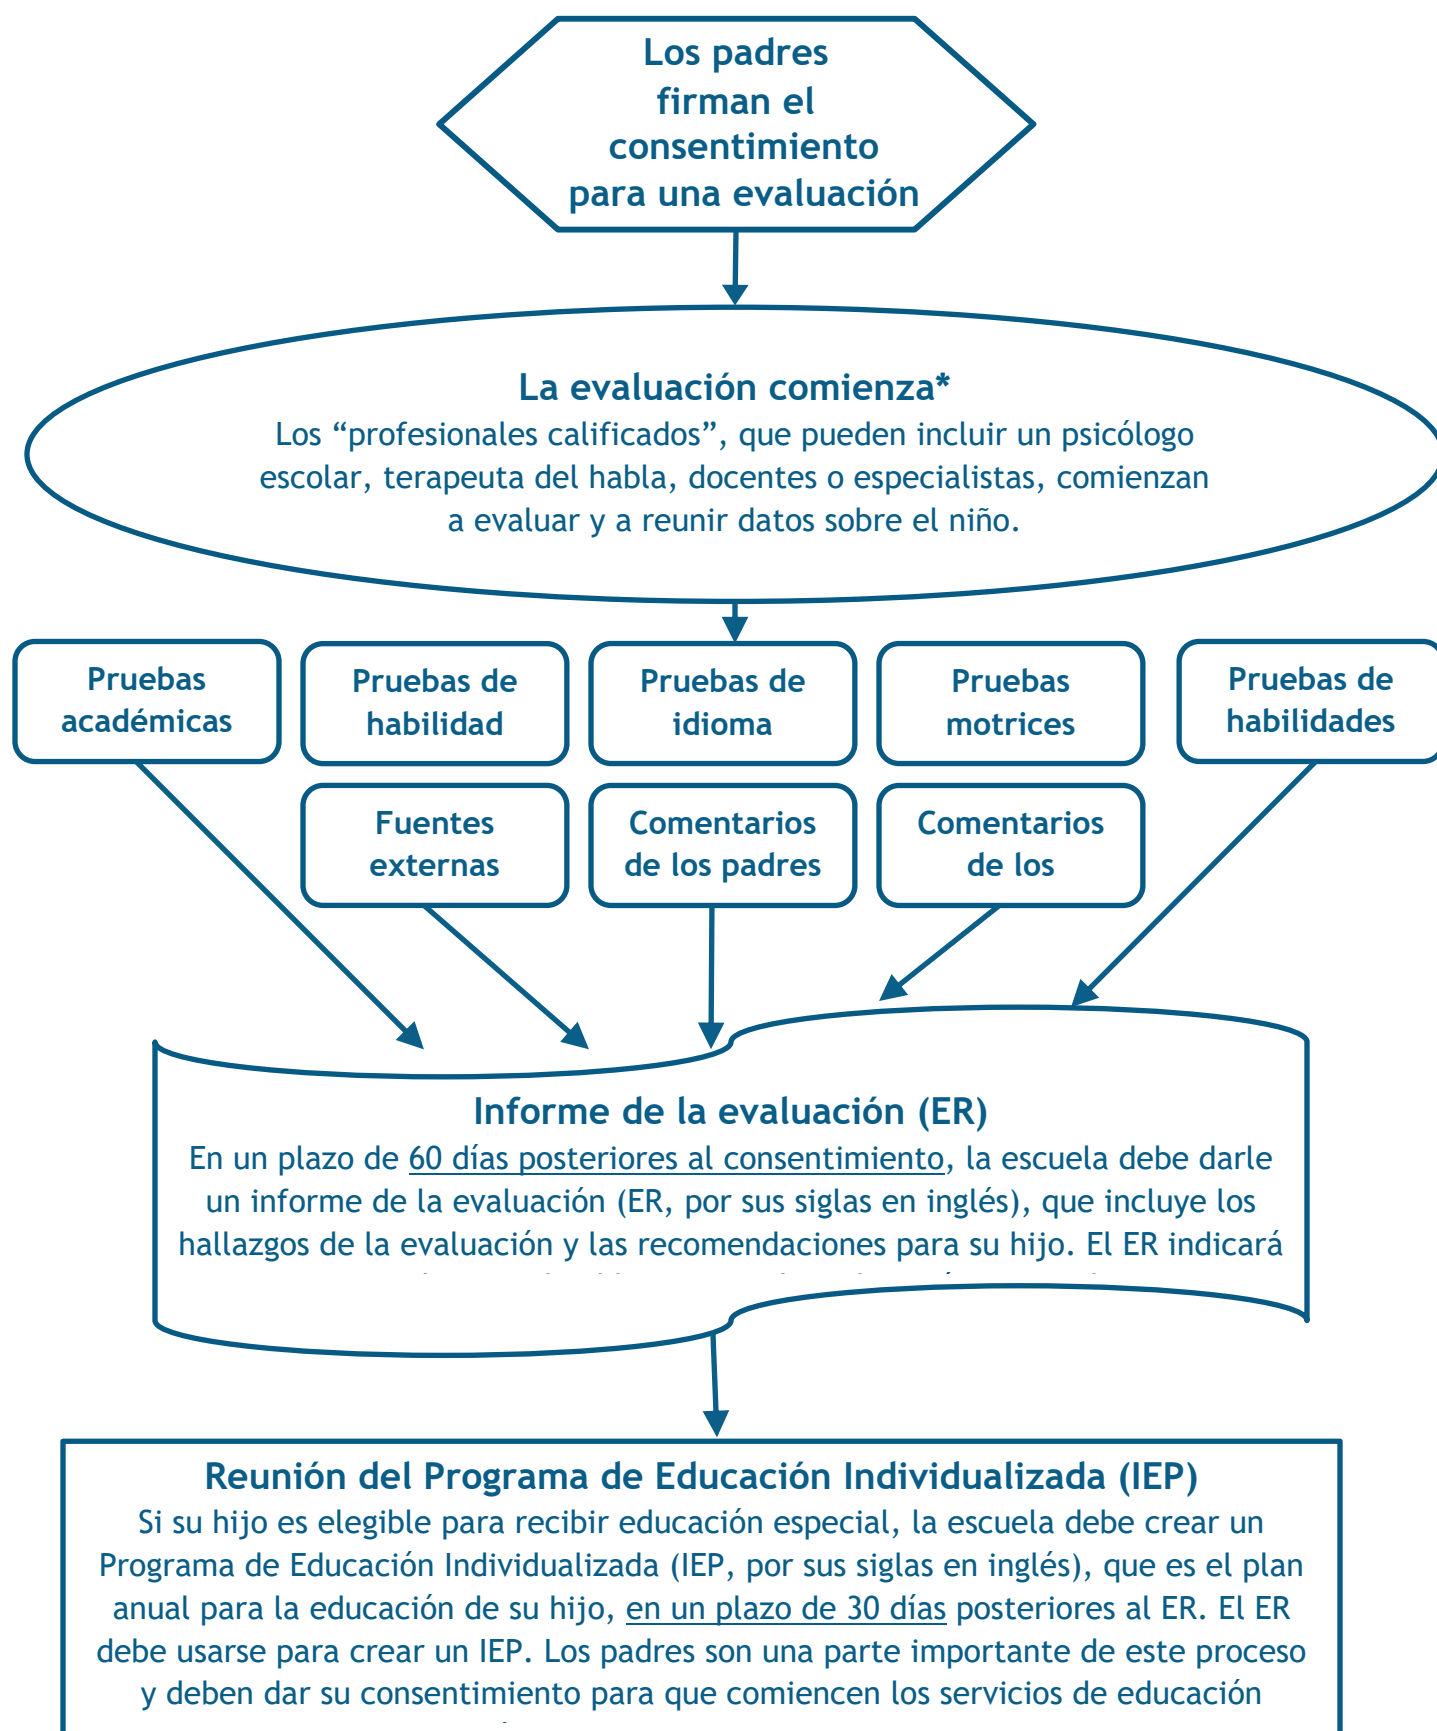 Los padres
firman el
consentimiento
para una evaluación
La evaluación comienza*
Los “profesionales calificados”, que pueden incluir un psicólogo
escolar, terapeuta del habla, docentes o especialistas, comienzan
a evaluar y a reunir datos sobre el niño.
Pruebas
académicas
Pruebas de
habilidad
Pruebas de
idioma
Pruebas
motrices
Pruebas de
habilidades
Fuentes
externas
Comentarios
de los padres
Comentarios
de los
Informe de la evaluación (ER)
En un plazo de 60 días posteriores al consentimiento, la escuela debe darle
un informe de la evaluación (ER, por sus siglas en inglés), que incluye los
hallazgos de la evaluación y las recomendaciones para su hijo. El ER indicará
Reunión del Programa de Educación Individualizada (IEP)
Si su hijo es elegible para recibir educación especial, la escuela debe crear un
Programa de Educación Individualizada (IEP, por sus siglas en inglés), que es el plan
anual para la educación de su hijo, en un plazo de 30 días posteriores al ER. El ER
debe usarse para crear un IEP. Los padres son una parte importante de este proceso
y deben dar su consentimiento para que comiencen los servicios de educación